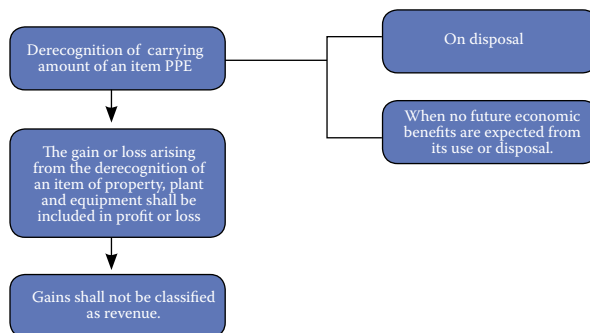 Derecognition of carrying
amount of an item PPE
On disposal
When no future economic
benefits are expected from
its use or disposal.
The gain or loss arising
from the derecognition of
an item of property, plant
and equipment shall be
included in profit or loss
Gains shall not be classified
as revenue.